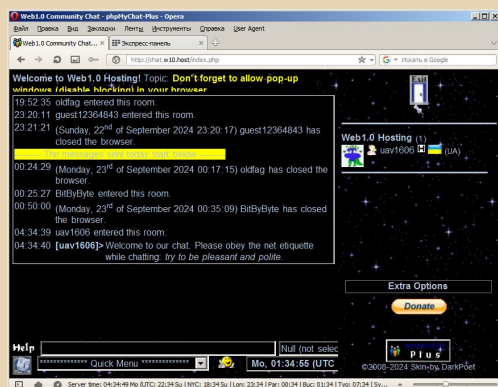 Web1.0 Community Chat - phpMyChat-Plus - Opera
Файл Правка Вид Закладки Ленты Инструменты Справка User Agent
Web1.0 Community Chat... × Экспресс-панель ×
http://chat.w10.host/index.php
Искать в Google
Welcome to Web1.0 Hosting! Topic: Don't forget to allow pop-up
windows (disable blocking) in your browser
19:52:35 oldfag entered this room.
23:20:11 guest12364843 entered this room.
23:21:21 (Sunday, 22nd of September 2024 23:20:17) guest12364843 has
closed the browser.
The messages sent today start below
00:24:29 (Monday, 23rd of September 2024 00:17:15) oldfag has closed the
browser.
00:25:27 BitByByte entered this room.
00:50:00 (Monday, 23rd of September 2024 00:35:09) BitByByte has closed
the browser.
04:34:39 uav1606 entered this room.
04:34:40 [uav1606]> Welcome to our chat. Please obey the net etiquette
while chatting: try to be pleasant and polite.
Exit
Web1.0 Hosting (1)
uav1606 (UA)
Extra Options
Donate
Plus
©2008-2024 Skin-by DarkPoet
Help
Null (not selec
************** Quick Menu **************
Mo, 01:34:55 (UTC
Server time: 04:34:49 Mo (UTC: 22:34 Su | NYC: 18:34 Su | Lon: 23:34 | Par: 00:34 | Buc: 01:34 | Tyo: 07:34 | Sy...